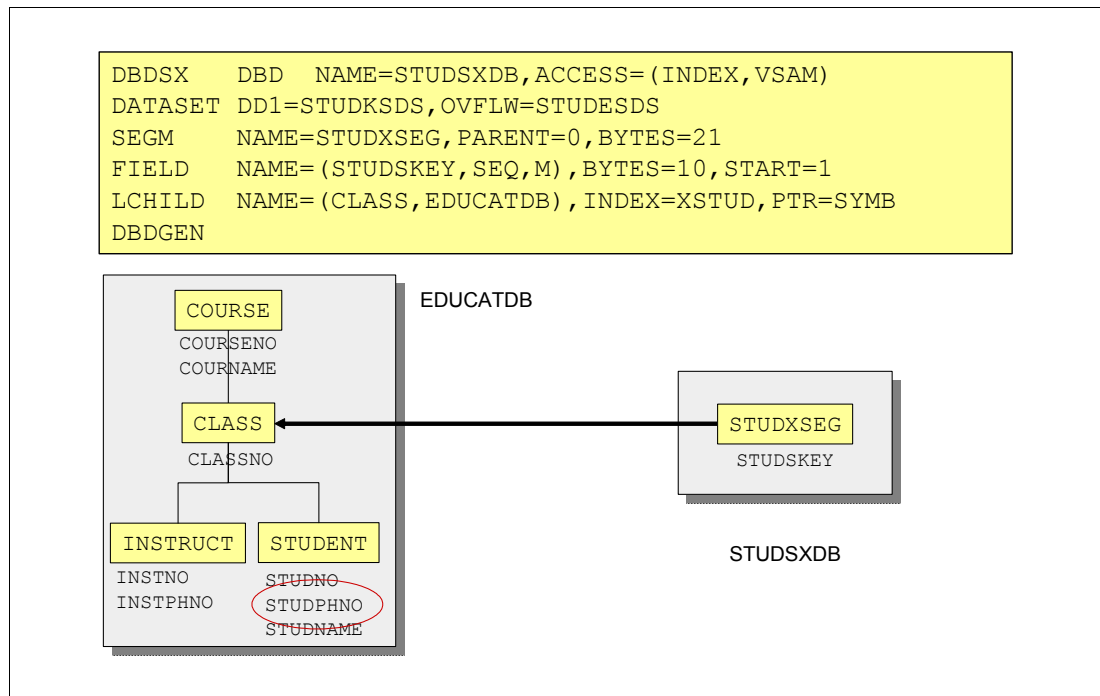 DBDSX DBD NAME=STUDSXDB,ACCESS=(INDEX,VSAM)
DATASET DD1=STUDKSDS,OVFLW=STUDESDS
SEGM NAME=STUDXSEG,PARENT=0,BYTES=21
FIELD NAME=(STUDSKEY,SEQ,M),BYTES=10,START=1
LCHILD NAME=(CLASS,EDUCATDB),INDEX=XSTUD,PTR=SYMB
DBDGEN
EDUCATDB
COURSE
COURSENO
COURNAME
CLASS
CLASSNO
INSTRUCT
INSTNO
INSTPHNO
STUDENT
STUDNO
STUDPHNO
STUDNAME
STUDXSEG
STUDSKEY
STUDSXDB